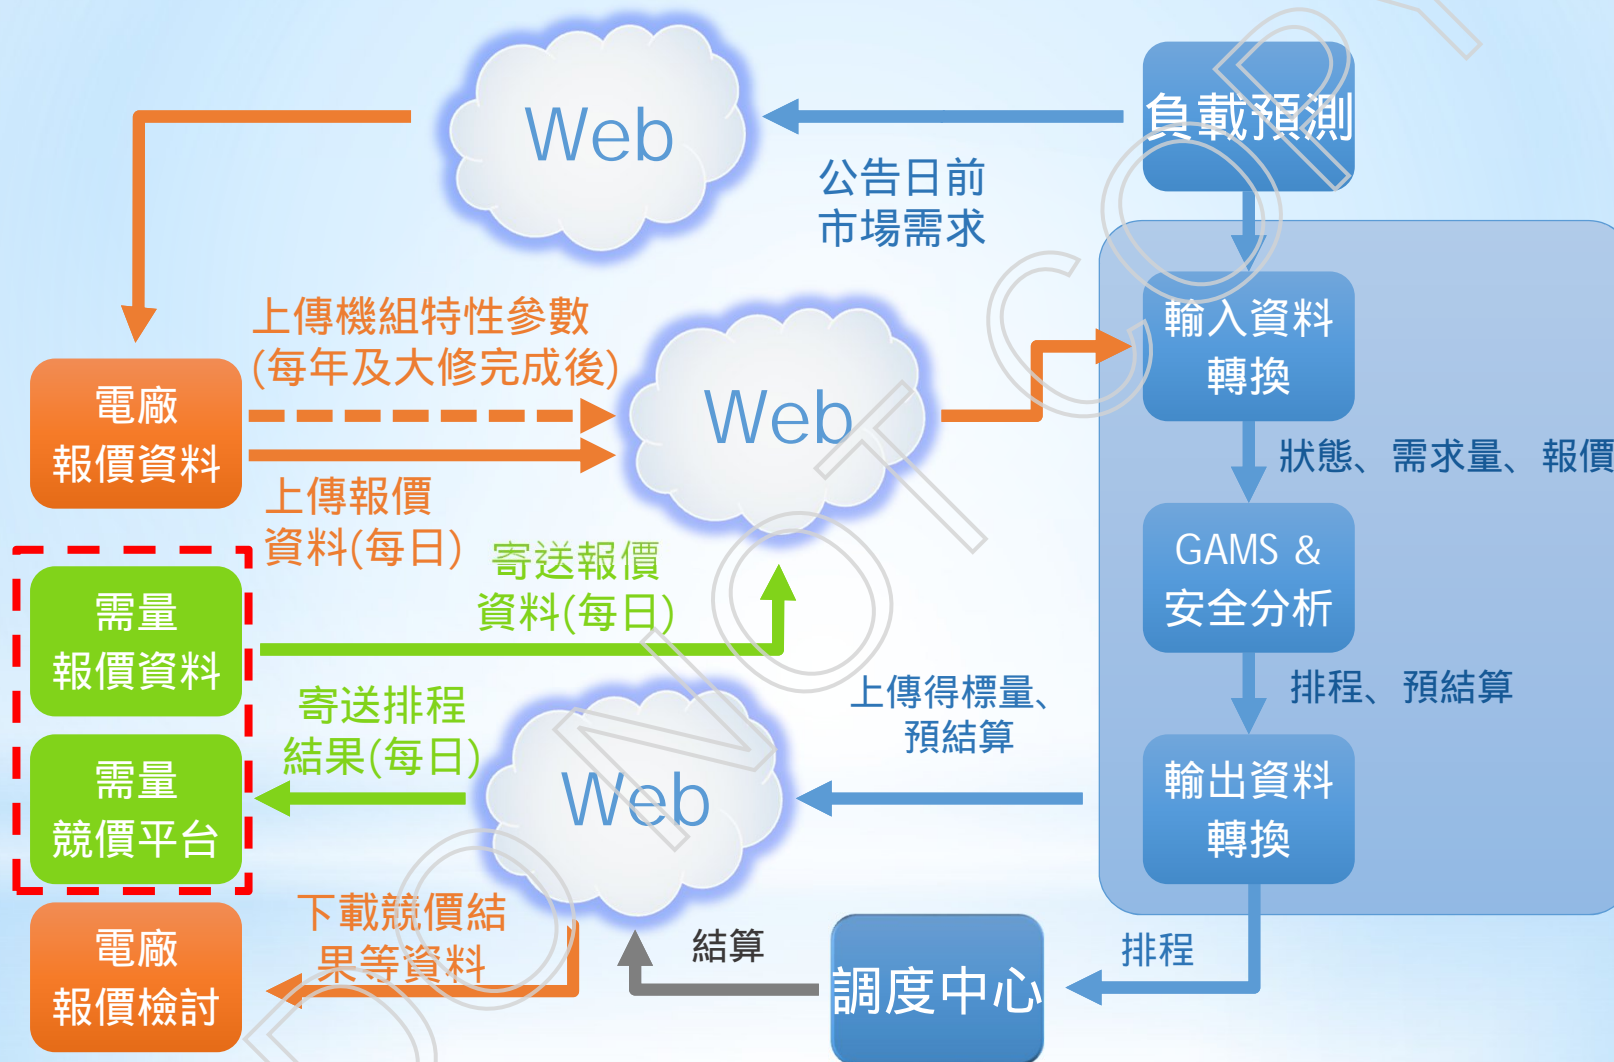 Web
負載預測
公告日前
市場需求
上傳機組特性參數
(每年及大修完成後)
電廠
報價資料
Web
輸入資料
轉換
上傳報價
資料(每日)
狀態、需求量、報價
寄送報價
資料(每日)
GAMS &
安全分析
需量
報價資料
寄送排程
結果(每日)
上傳得標量、
預結算
排程、預結算
需量
競價平台
Web
輸出資料
轉換
下載競價結
果等資料
結算
排程
電廠
報價檢討
調度中心
DO NOT COPY